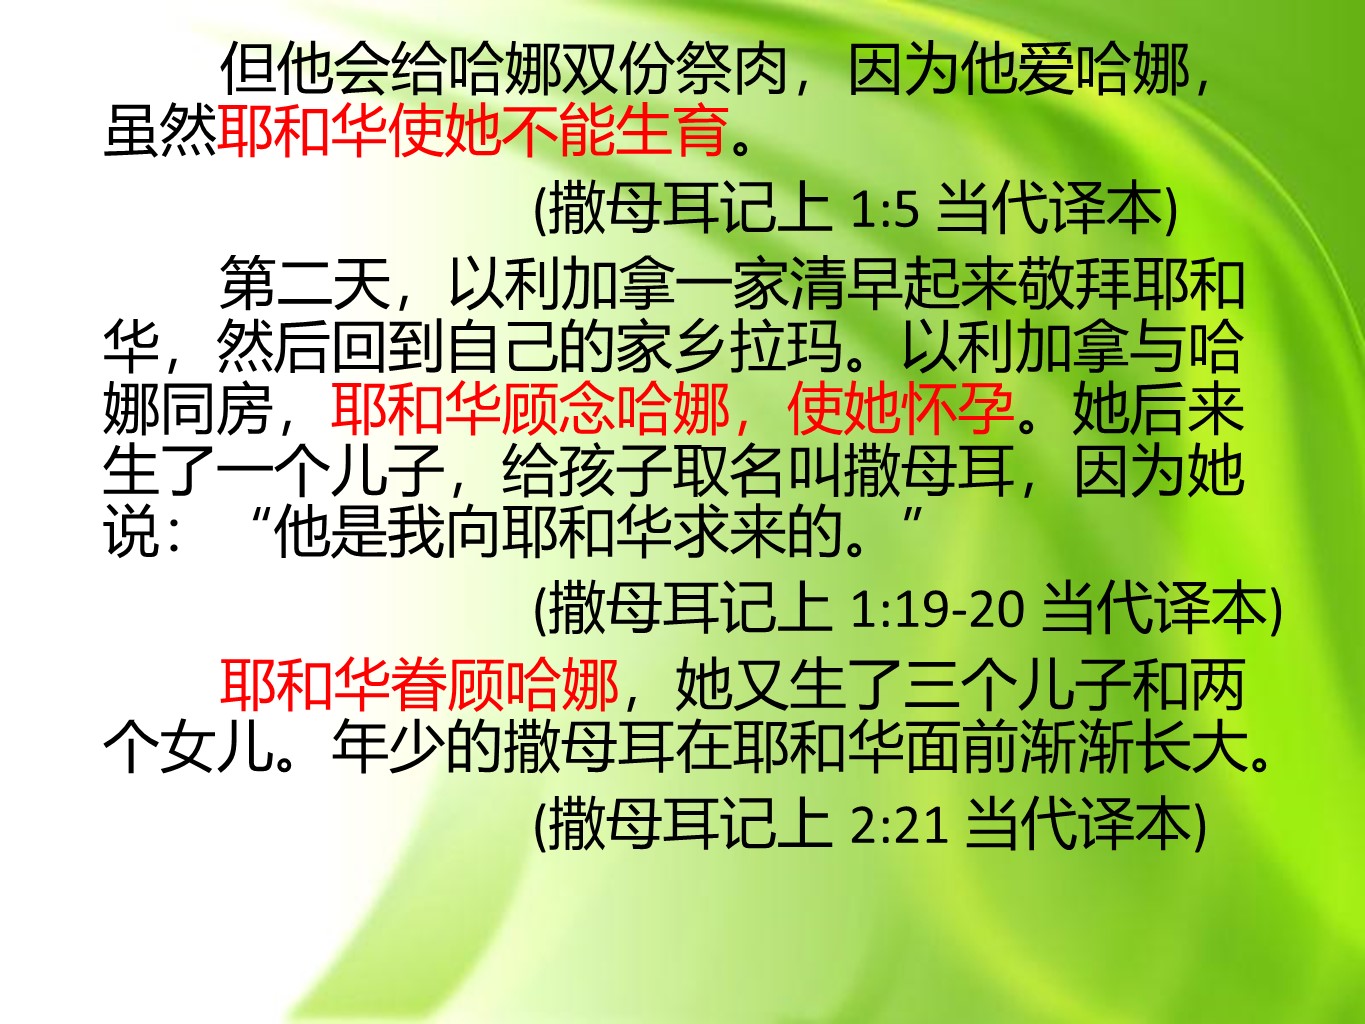 但他会给哈娜双份祭肉，因为他爱哈娜，
虽然耶和华使她不能生育。
(撒母耳记上 1:5 当代译本)
第二天，以利加拿一家清早起来敬拜耶和
华，然后回到自己的家乡拉玛。以利加拿与哈
娜同房，耶和华顾念哈娜，使她怀孕。她后来
生了一个儿子，给孩子取名叫撒母耳，因为她
说：“他是我向耶和华求来的。”
(撒母耳记上 1:19-20 当代译本)
耶和华眷顾哈娜，她又生了三个儿子和两
个女儿。年少的撒母耳在耶和华面前渐渐长大。
(撒母耳记上 2:21 当代译本)